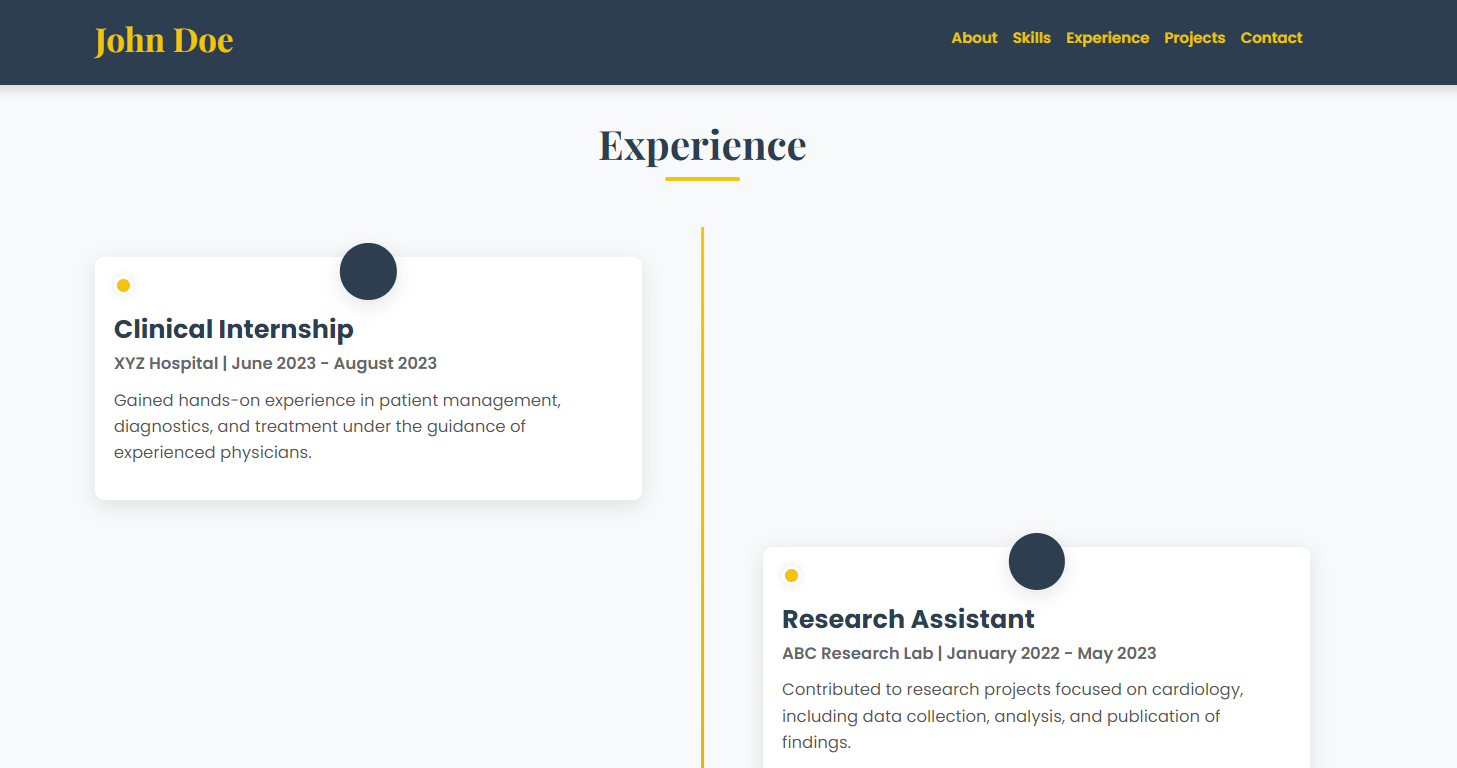 John Doe
About Skills Experience Projects Contact
Experience
Clinical Internship
XYZ Hospital | June 2023 - August 2023
Gained hands-on experience in patient management,
diagnostics, and treatment under the guidance of
experienced physicians.
Research Assistant
ABC Research Lab | January 2022 - May 2023
Contributed to research projects focused on cardiology,
including data collection, analysis, and publication of
findings.